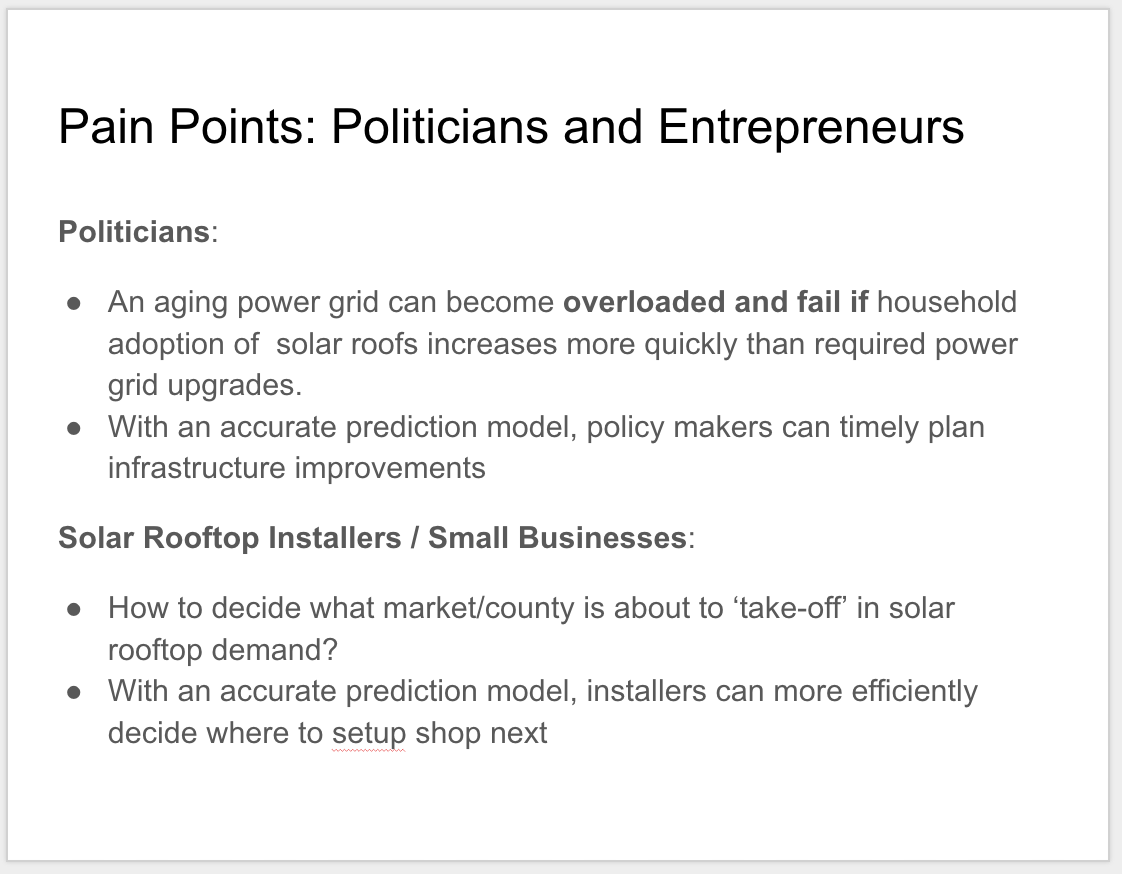 Pain Points: Politicians and Entrepreneurs
Politicians:
● An aging power grid can become overloaded and fail if household
adoption of  solar roofs increases more quickly than required power
grid upgrades.
● With an accurate prediction model, policy makers can timely plan
infrastructure improvements
Solar Rooftop Installers / Small Businesses:
● How to decide what market/county is about to ‘take-off’ in solar
rooftop demand?
● With an accurate prediction model, installers can more efficiently
decide where to setup shop next